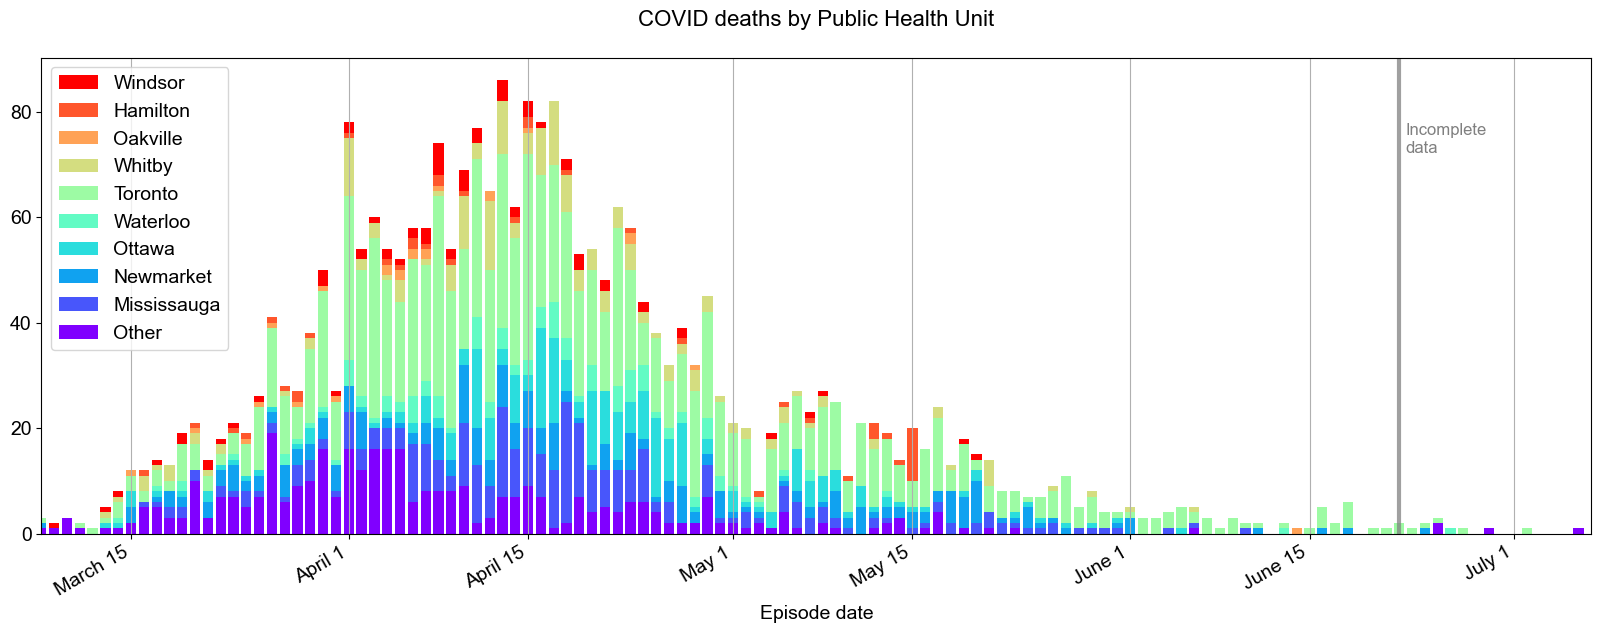 COVID deaths by Public Health Unit
Windsor
Hamilton
Oakville
Whitby
Toronto
Waterloo
Ottawa
Newmarket
Mississauga
Other
Incomplete
data
80
60
40
20
0
March 15
April 1
April 15
May 1
May 15
June 1
June 15
July 1
Episode date